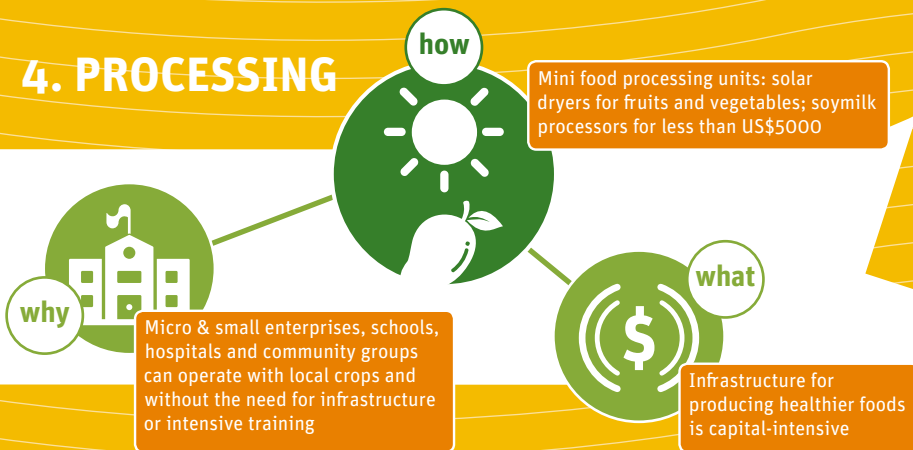 4. PROCESSING
how
Mini food processing units: solar
dryers for fruits and vegetables; soymilk
processors for less than US$5000
why
Micro & small enterprises, schools,
hospitals and community groups
can operate with local crops and
without the need for infrastructure
or intensive training
what
$
Infrastructure for
producing healthier foods
is capital-intensive